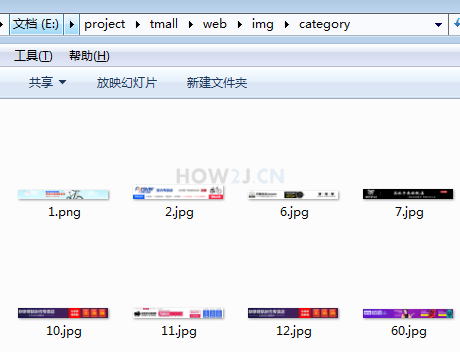 文档 (E:) ▸ project ▸ tmall ▸ web ▸ img ▸ category
工具(T) 帮助(H)
共享 放映幻灯片 新建文件夹
HOW2J.CN
1.png 2.jpg 6.jpg 7.jpg
10.jpg 11.jpg 12.jpg 60.jpg